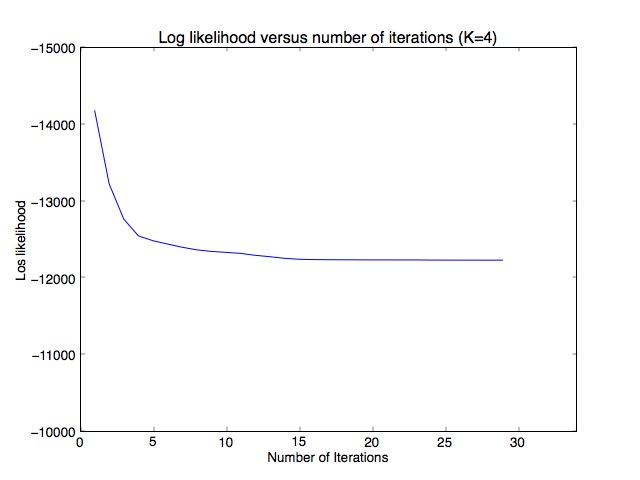 Log likelihood versus number of iterations (K=4)
−15000
−14000
−13000
−12000
−11000
−10000
Los likelihood
0 5 10 15 20 25 30
Number of Iterations